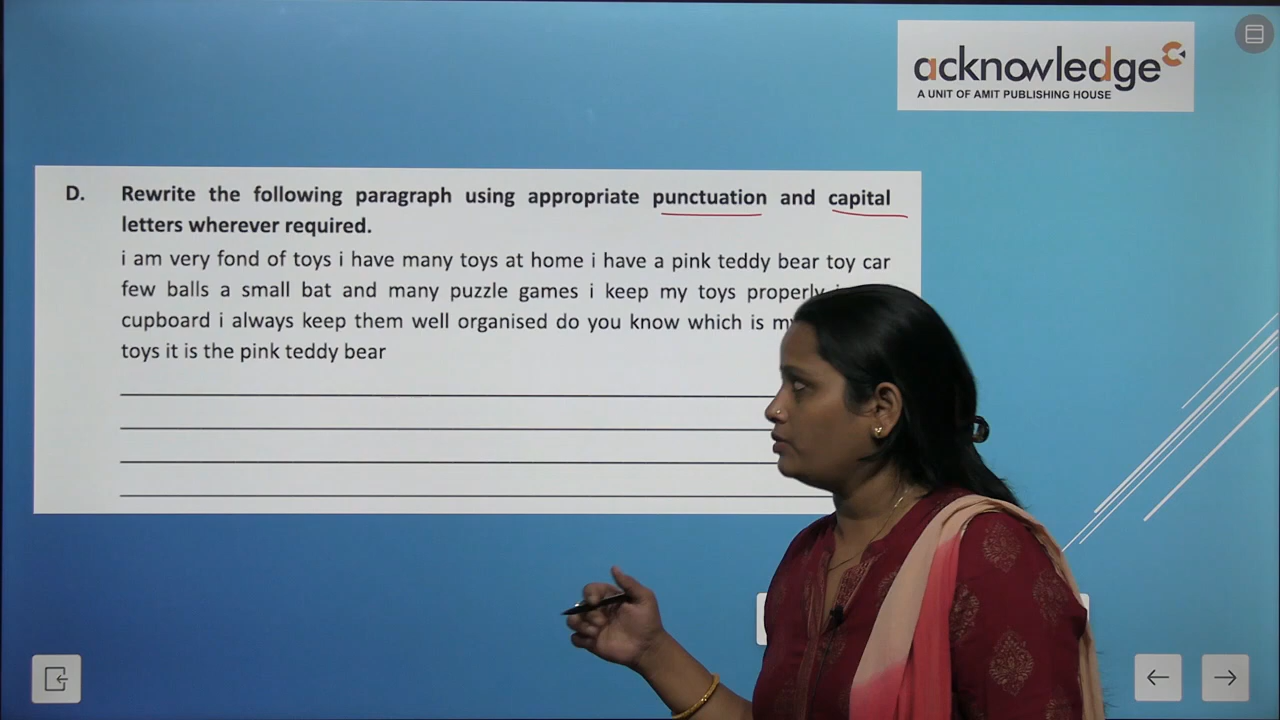 acknowledge
A UNIT OF AMIT PUBLISHING HOUSE
D. Rewrite the following paragraph using appropriate punctuation and capital
letters wherever required.
i am very fond of toys i have many toys at home i have a pink teddy bear toy car
few balls a small bat and many puzzle games i keep my toys properly
cupboard i always keep them well organised do you know which is
toys it is the pink teddy bear